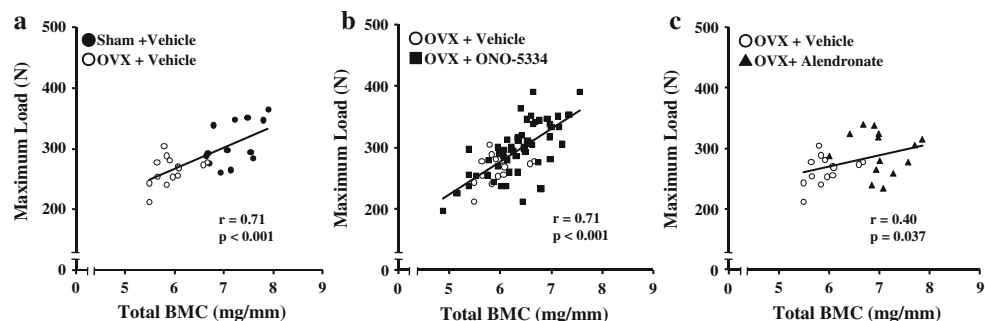 a
500
400
300
200
0
Maximum Load (N)
Sham +Vehicle
OVX + Vehicle
r = 0.71
p < 0.001
0 5 6 7 8 9
Total BMC (mg/mm)
b
500
400
300
200
0
Maximum Load (N)
OVX + Vehicle
OVX + ONO-5334
r = 0.71
p < 0.001
0 5 6 7 8 9
Total BMC (mg/mm)
c
500
400
300
200
0
Maximum Load (N)
OVX + Vehicle
OVX+ Alendronate
r = 0.40
p = 0.037
0 5 6 7 8 9
Total BMC (mg/mm)